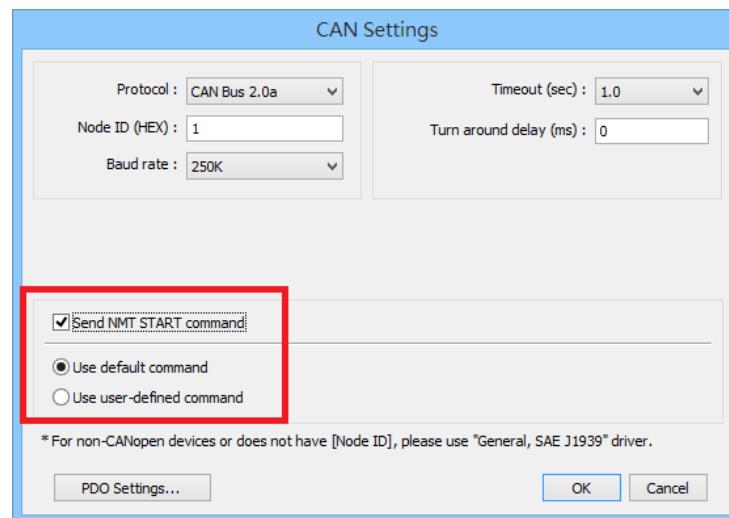 CAN Settings
Protocol : CAN Bus 2.0a
Node ID (HEX) : 1
Baud rate : 250K
Timeout (sec) : 1.0
Turn around delay (ms) : 0
Send NMT START command
Use default command
Use user-defined command
* For non-CANopen devices or does not have [Node ID], please use "General, SAE J1939" driver.
PDO Settings...
OK
Cancel